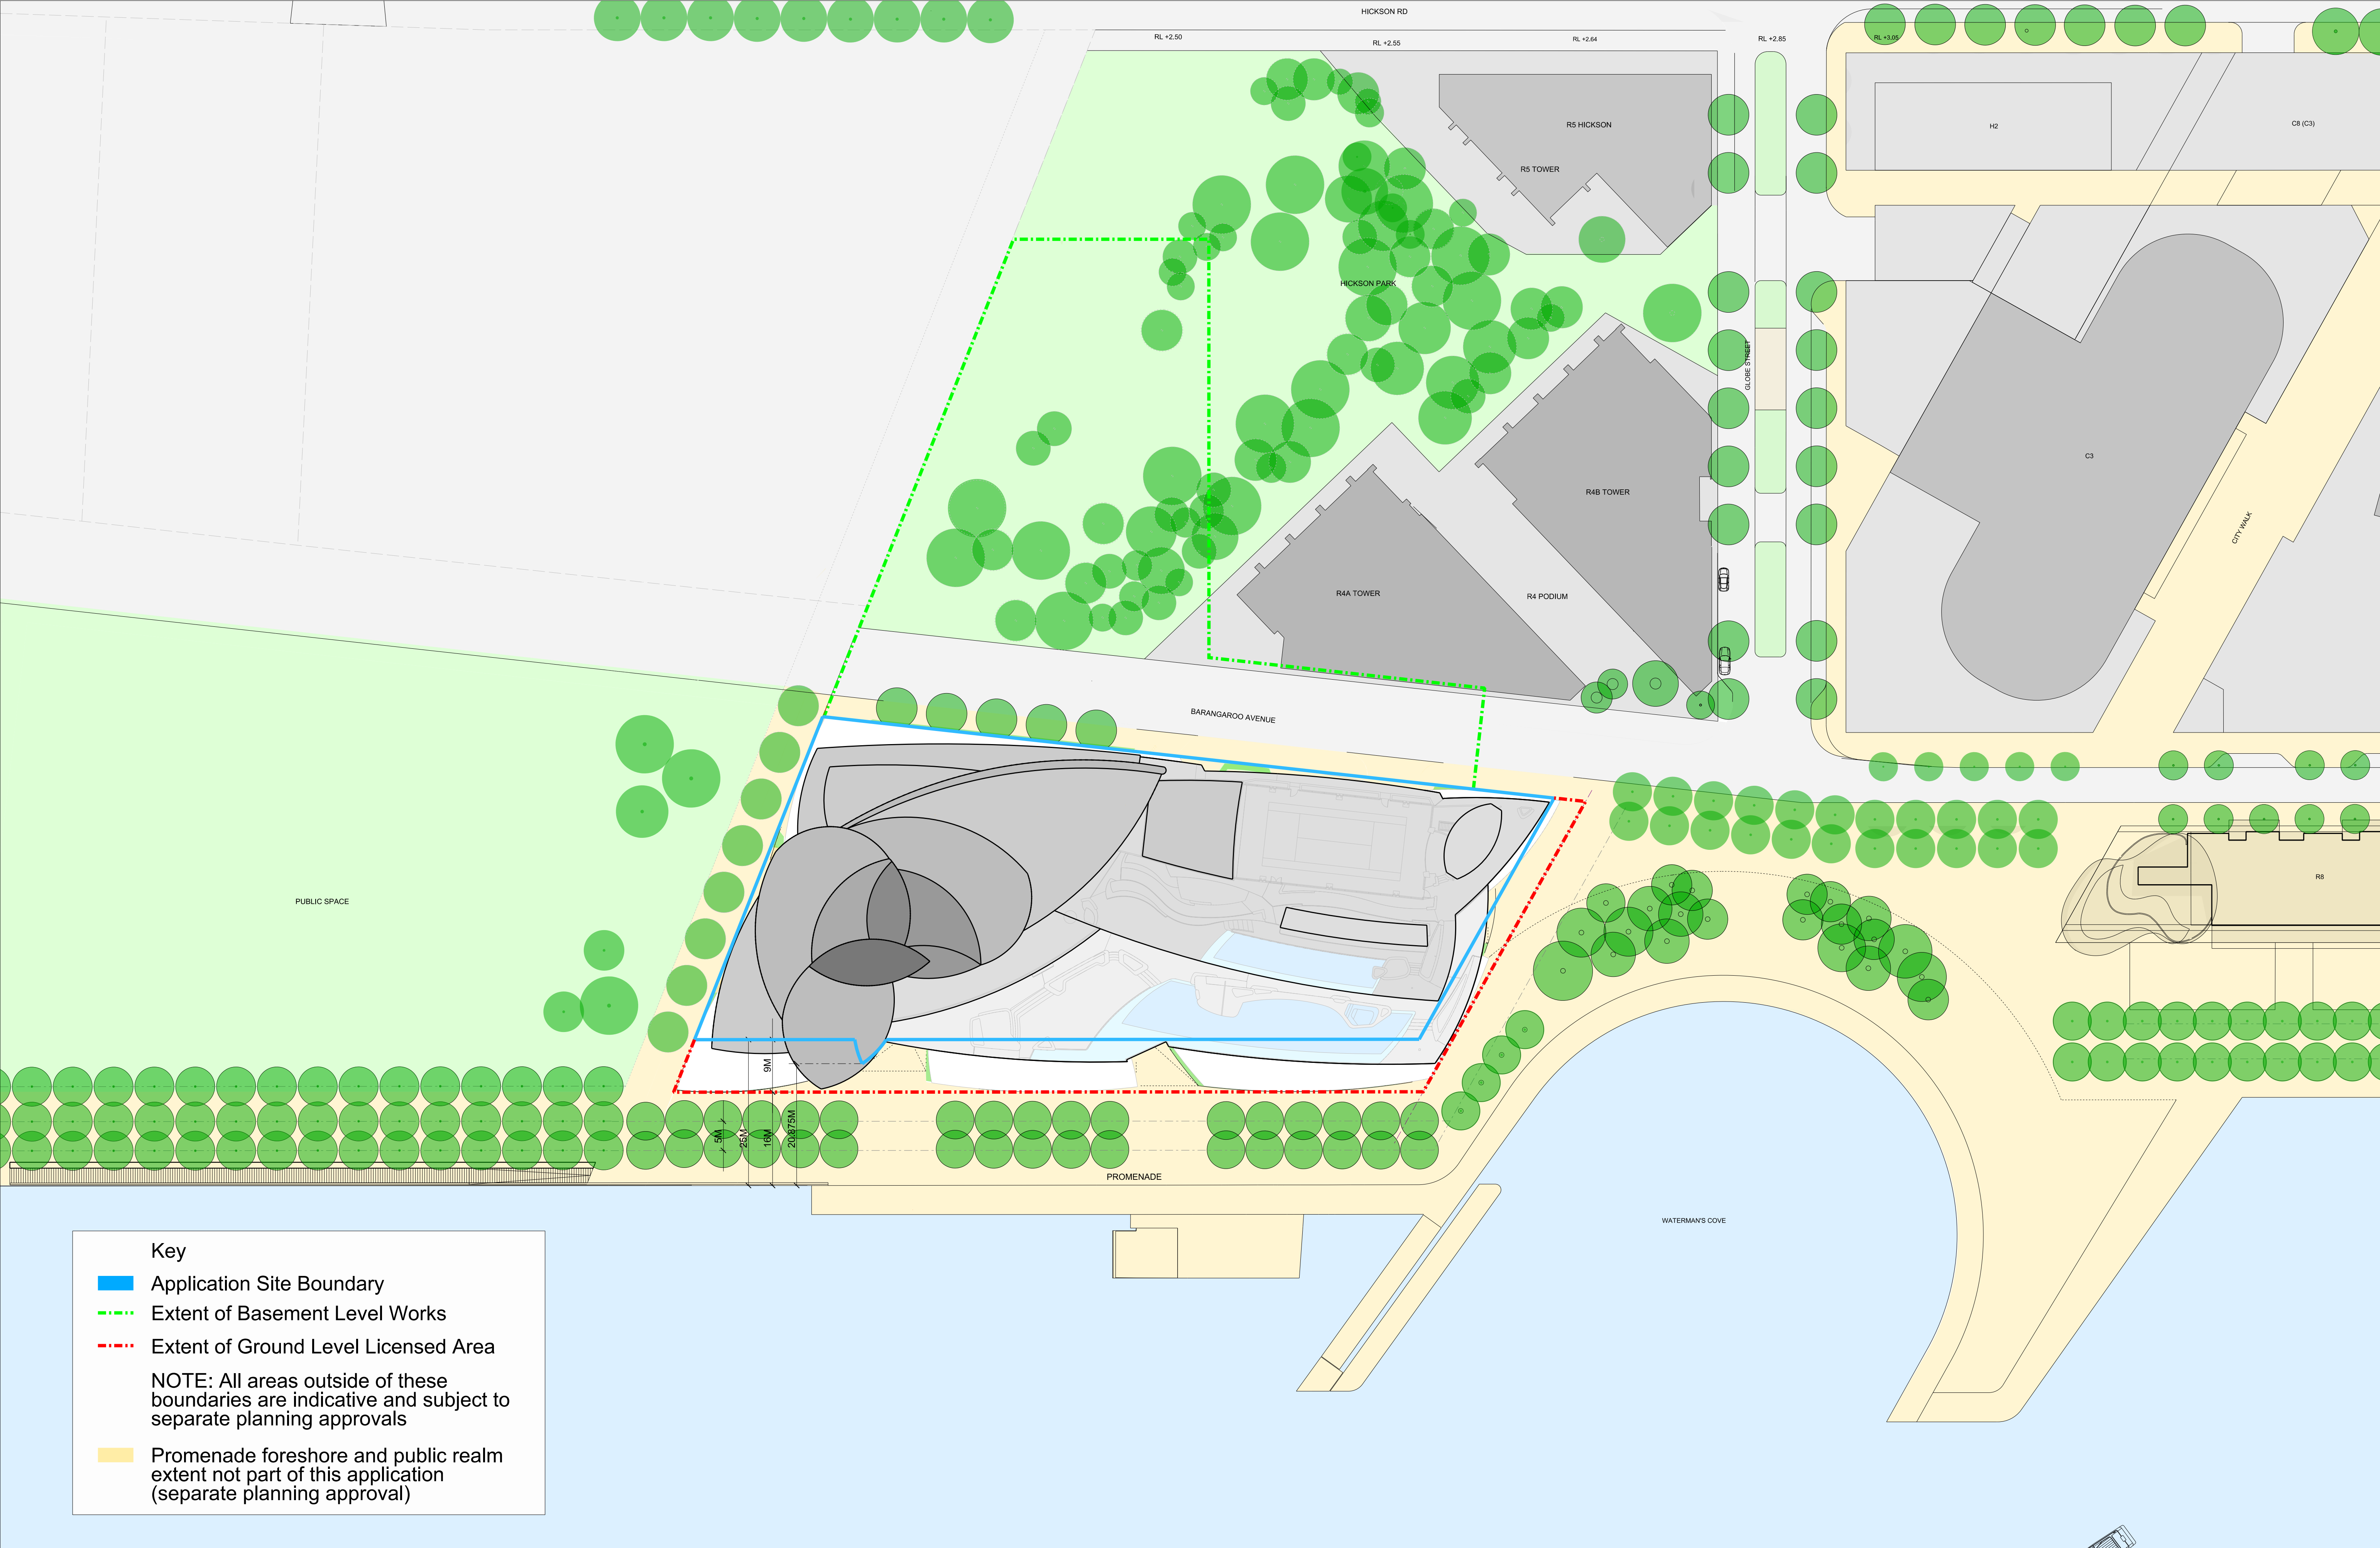 HICKSON RD
RL +2.50
RL +2.55
RL +2.64
RL +2.85
RL +3.05
R5 HICKSON
R5 TOWER
H2
C8 (C3)
HICKSON PARK
GLOBE STREET
C3
R4B TOWER
CITY WALK
R4A TOWER
R4 PODIUM
BARANGAROO AVENUE
PUBLIC SPACE
R8
9M
5M
25M
16M
20.875M
PROMENADE
WATERMAN'S COVE
Key
Application Site Boundary
Extent of Basement Level Works
Extent of Ground Level Licensed Area
NOTE: All areas outside of these
boundaries are indicative and subject to
separate planning approvals
Promenade foreshore and public realm
extent not part of this application
(separate planning approval)